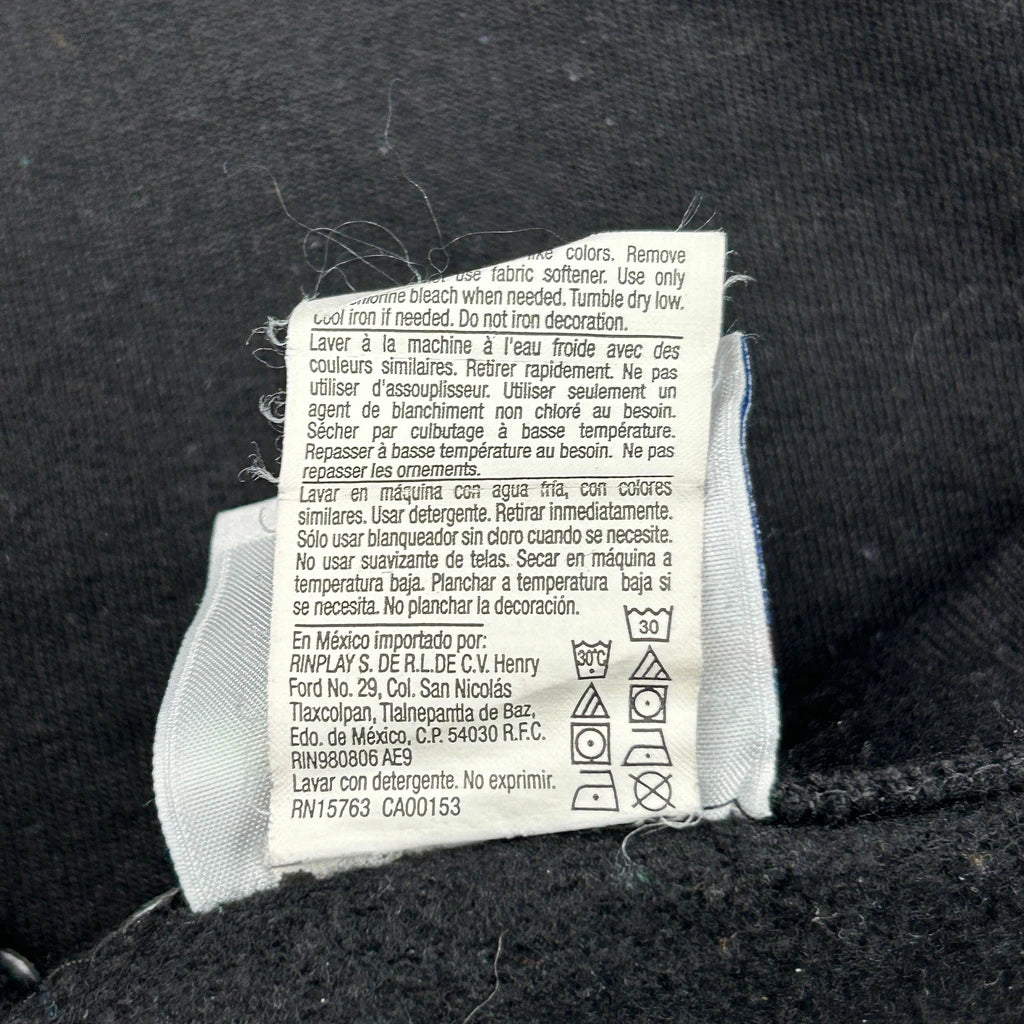 colors. Remove
use fabric softener. Use only
bleach when needed. Tumble dry low.
Cool iron if needed. Do not iron decoration.
Laver à la machine à l'eau froide avec des
couleurs similaires. Retirer rapidement. Ne pas
utiliser d'assouplisseur. Utiliser seulement un
agent de blanchiment non chloré au besoin.
Sécher par culbutage à basse température.
Repasser à basse température au besoin. Ne pas
repasser les ornements.
Lavar en máquina con agua fría, con colores
similares. Usar detergente. Retirar inmediatamente.
Sólo usar blanqueador sin cloro cuando se necesite.
No usar suavizante de telas. Secar en máquina a
temperatura baja. Planchar a temperatura baja si
se necesita. No planchar la decoración.
En México importado por:
RINPLAY S. DE R.L.DE C.V. Henry
Ford No. 29, Col. San Nicolás
Tlaxcolpan, Tlalnepantla de Baz,
Edo. de México, C.P. 54030 R.F.C.
RIN980806 AE9
Lavar con detergente. No exprimir.
RN15763 CA00153
30
30°C